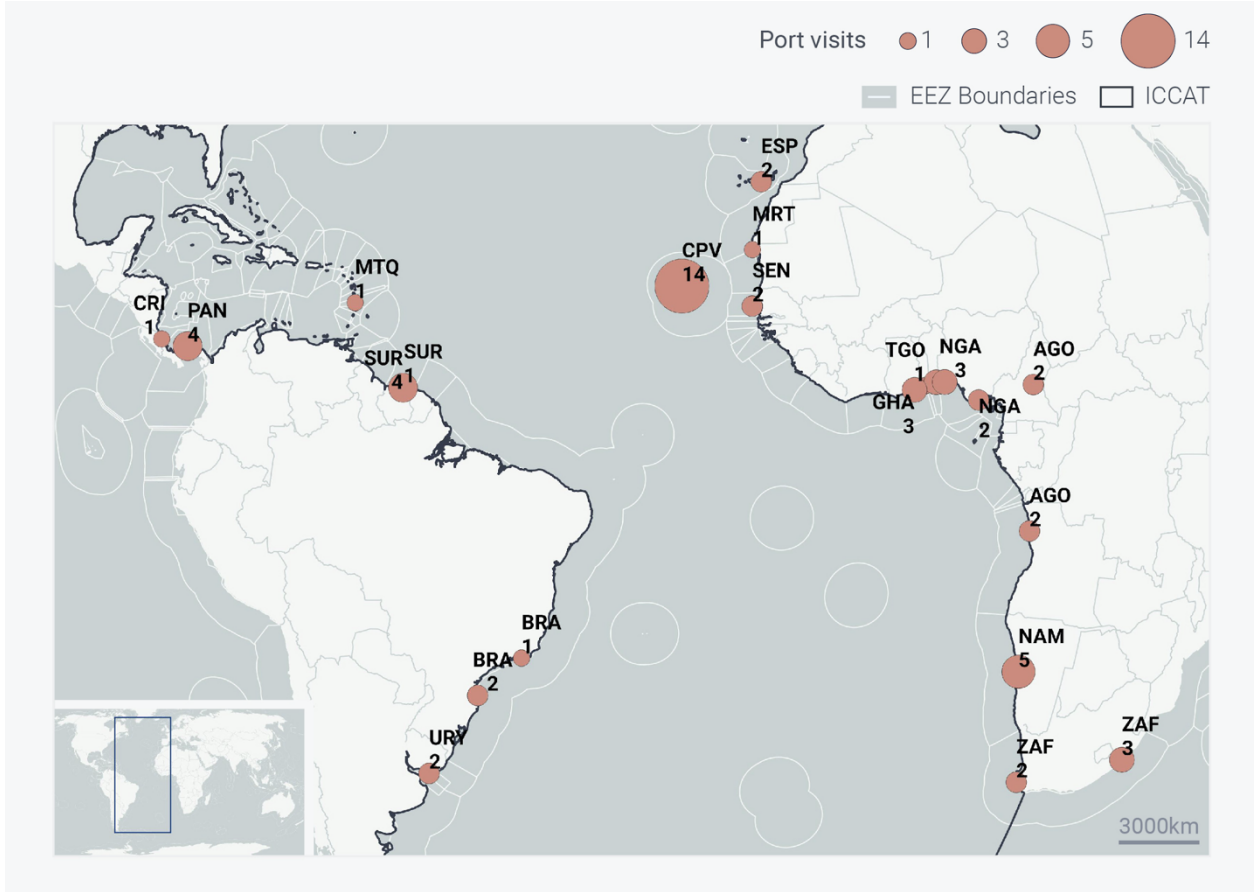 Port visits 1 3 5 14
EEZ Boundaries ICCAT
ESP
2
MRT
1
CPV
14
SEN
2
MTQ
1
CRI
1
PAN
4
SUR
4
SUR
1
TGO
1
NGA
3
AGO
2
GHA
3
NGA
2
AGO
2
BRA
1
NAM
5
BRA
2
URY
2
ZAF
3
ZAF
2
3000km